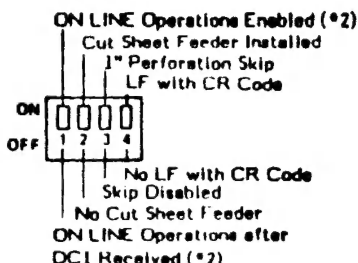 ON LINE Operations Enabled (*2)
Cut Sheet Feeder Installed
1" Perforation Skip
LF with CR Code
ON
OFF
1 2 3 4
No LF with CR Code
Skip Disabled
No Cut Sheet Feeder
ON LINE Operations after
DC1 Received (*2)